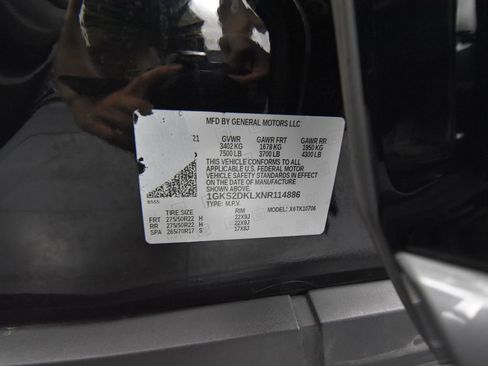 MFD BY GENERAL MOTORS LLC
21 GVWR GAWR FRT GAWR RR
3402 KG 1678 KG 1950 KG
7500 LB 3700 LB 4300 LB
THIS VEHICLE CONFORMS TO ALL
APPLICABLE U.S. FEDERAL MOTOR
VEHICLE SAFETY STANDARDS IN EFFECT
ON THE DATE OF MANUFACTURE
SHOWN ABOVE.
1GKS2DKLXNR114886
TYPE: M.P.V. MODEL: X6TK10706
TIRE SIZE RIM
FRT 275/50R22 H 22X9J
RR 275/50R22 H 22X9J
SPA 265/70R17 S 17X8J